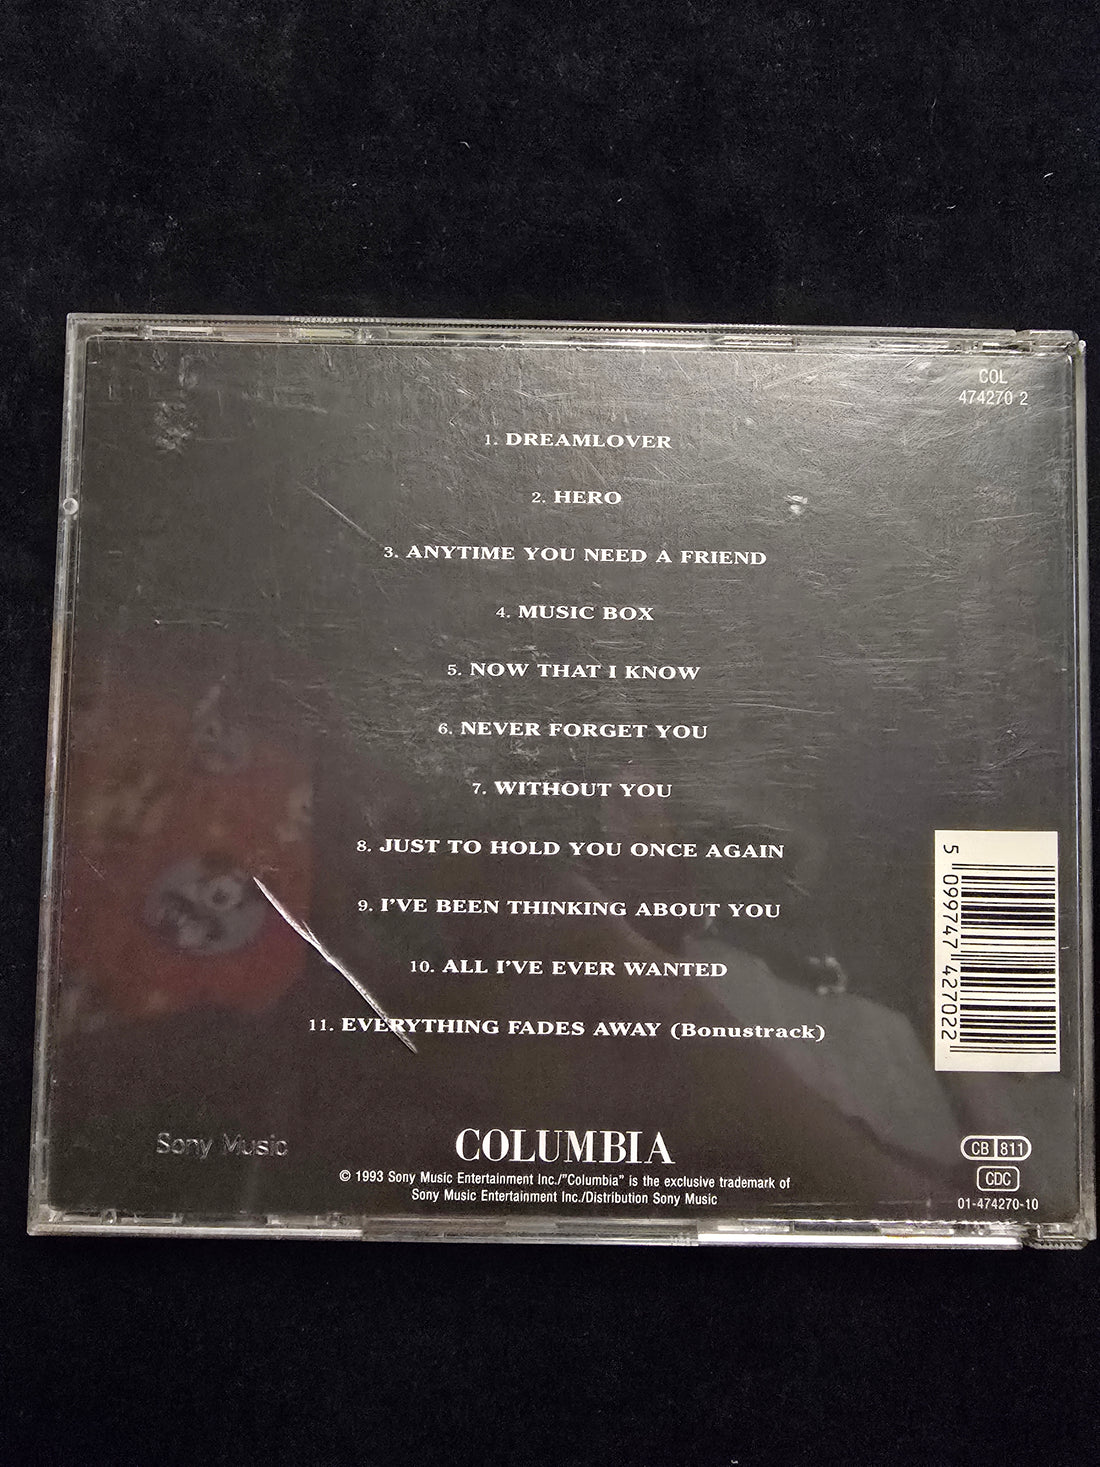 COL
474270 2
1. DREAMLOVER
2. HERO
3. ANYTIME YOU NEED A FRIEND
4. MUSIC BOX
5. NOW THAT I KNOW
6. NEVER FORGET YOU
7. WITHOUT YOU
8. JUST TO HOLD YOU ONCE AGAIN
9. I'VE BEEN THINKING ABOUT YOU
10. ALL I'VE EVER WANTED
11. EVERYTHING FADES AWAY (Bonustrack)
5 099747 427022
Sony Music
COLUMBIA
© 1993 Sony Music Entertainment Inc./"Columbia" is the exclusive trademark of
Sony Music Entertainment Inc./Distribution Sony Music
CB 811
CDC
01-474270-10